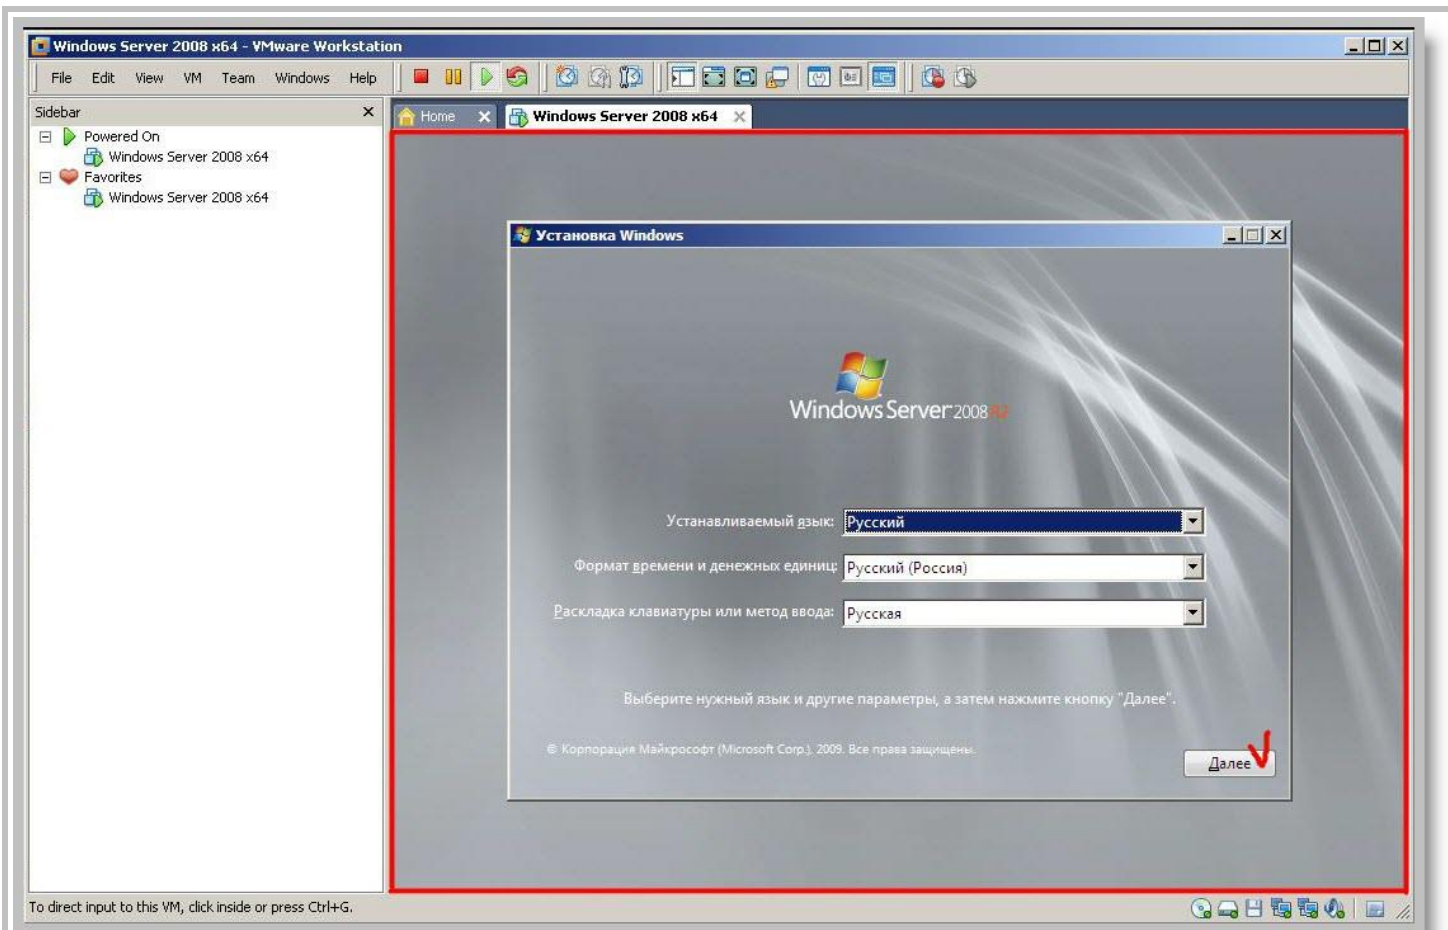 Windows Server 2008 x64 - VMware Workstation
File Edit View VM Team Windows Help
Sidebar
Home
Windows Server 2008 x64
Powered On
Windows Server 2008 x64
Favorites
Windows Server 2008 x64
Установка Windows
Windows Server 2008 R2
Устанавливаемый язык: Русский
Формат времени и денежных единиц: Русский (Россия)
Раскладка клавиатуры или метод ввода: Русская
Выберите нужный язык и другие параметры, а затем нажмите кнопку "Далее".
© Корпорация Майкрософт (Microsoft Corp.), 2009. Все права защищены.
Далее
To direct input to this VM, click inside or press Ctrl+G.